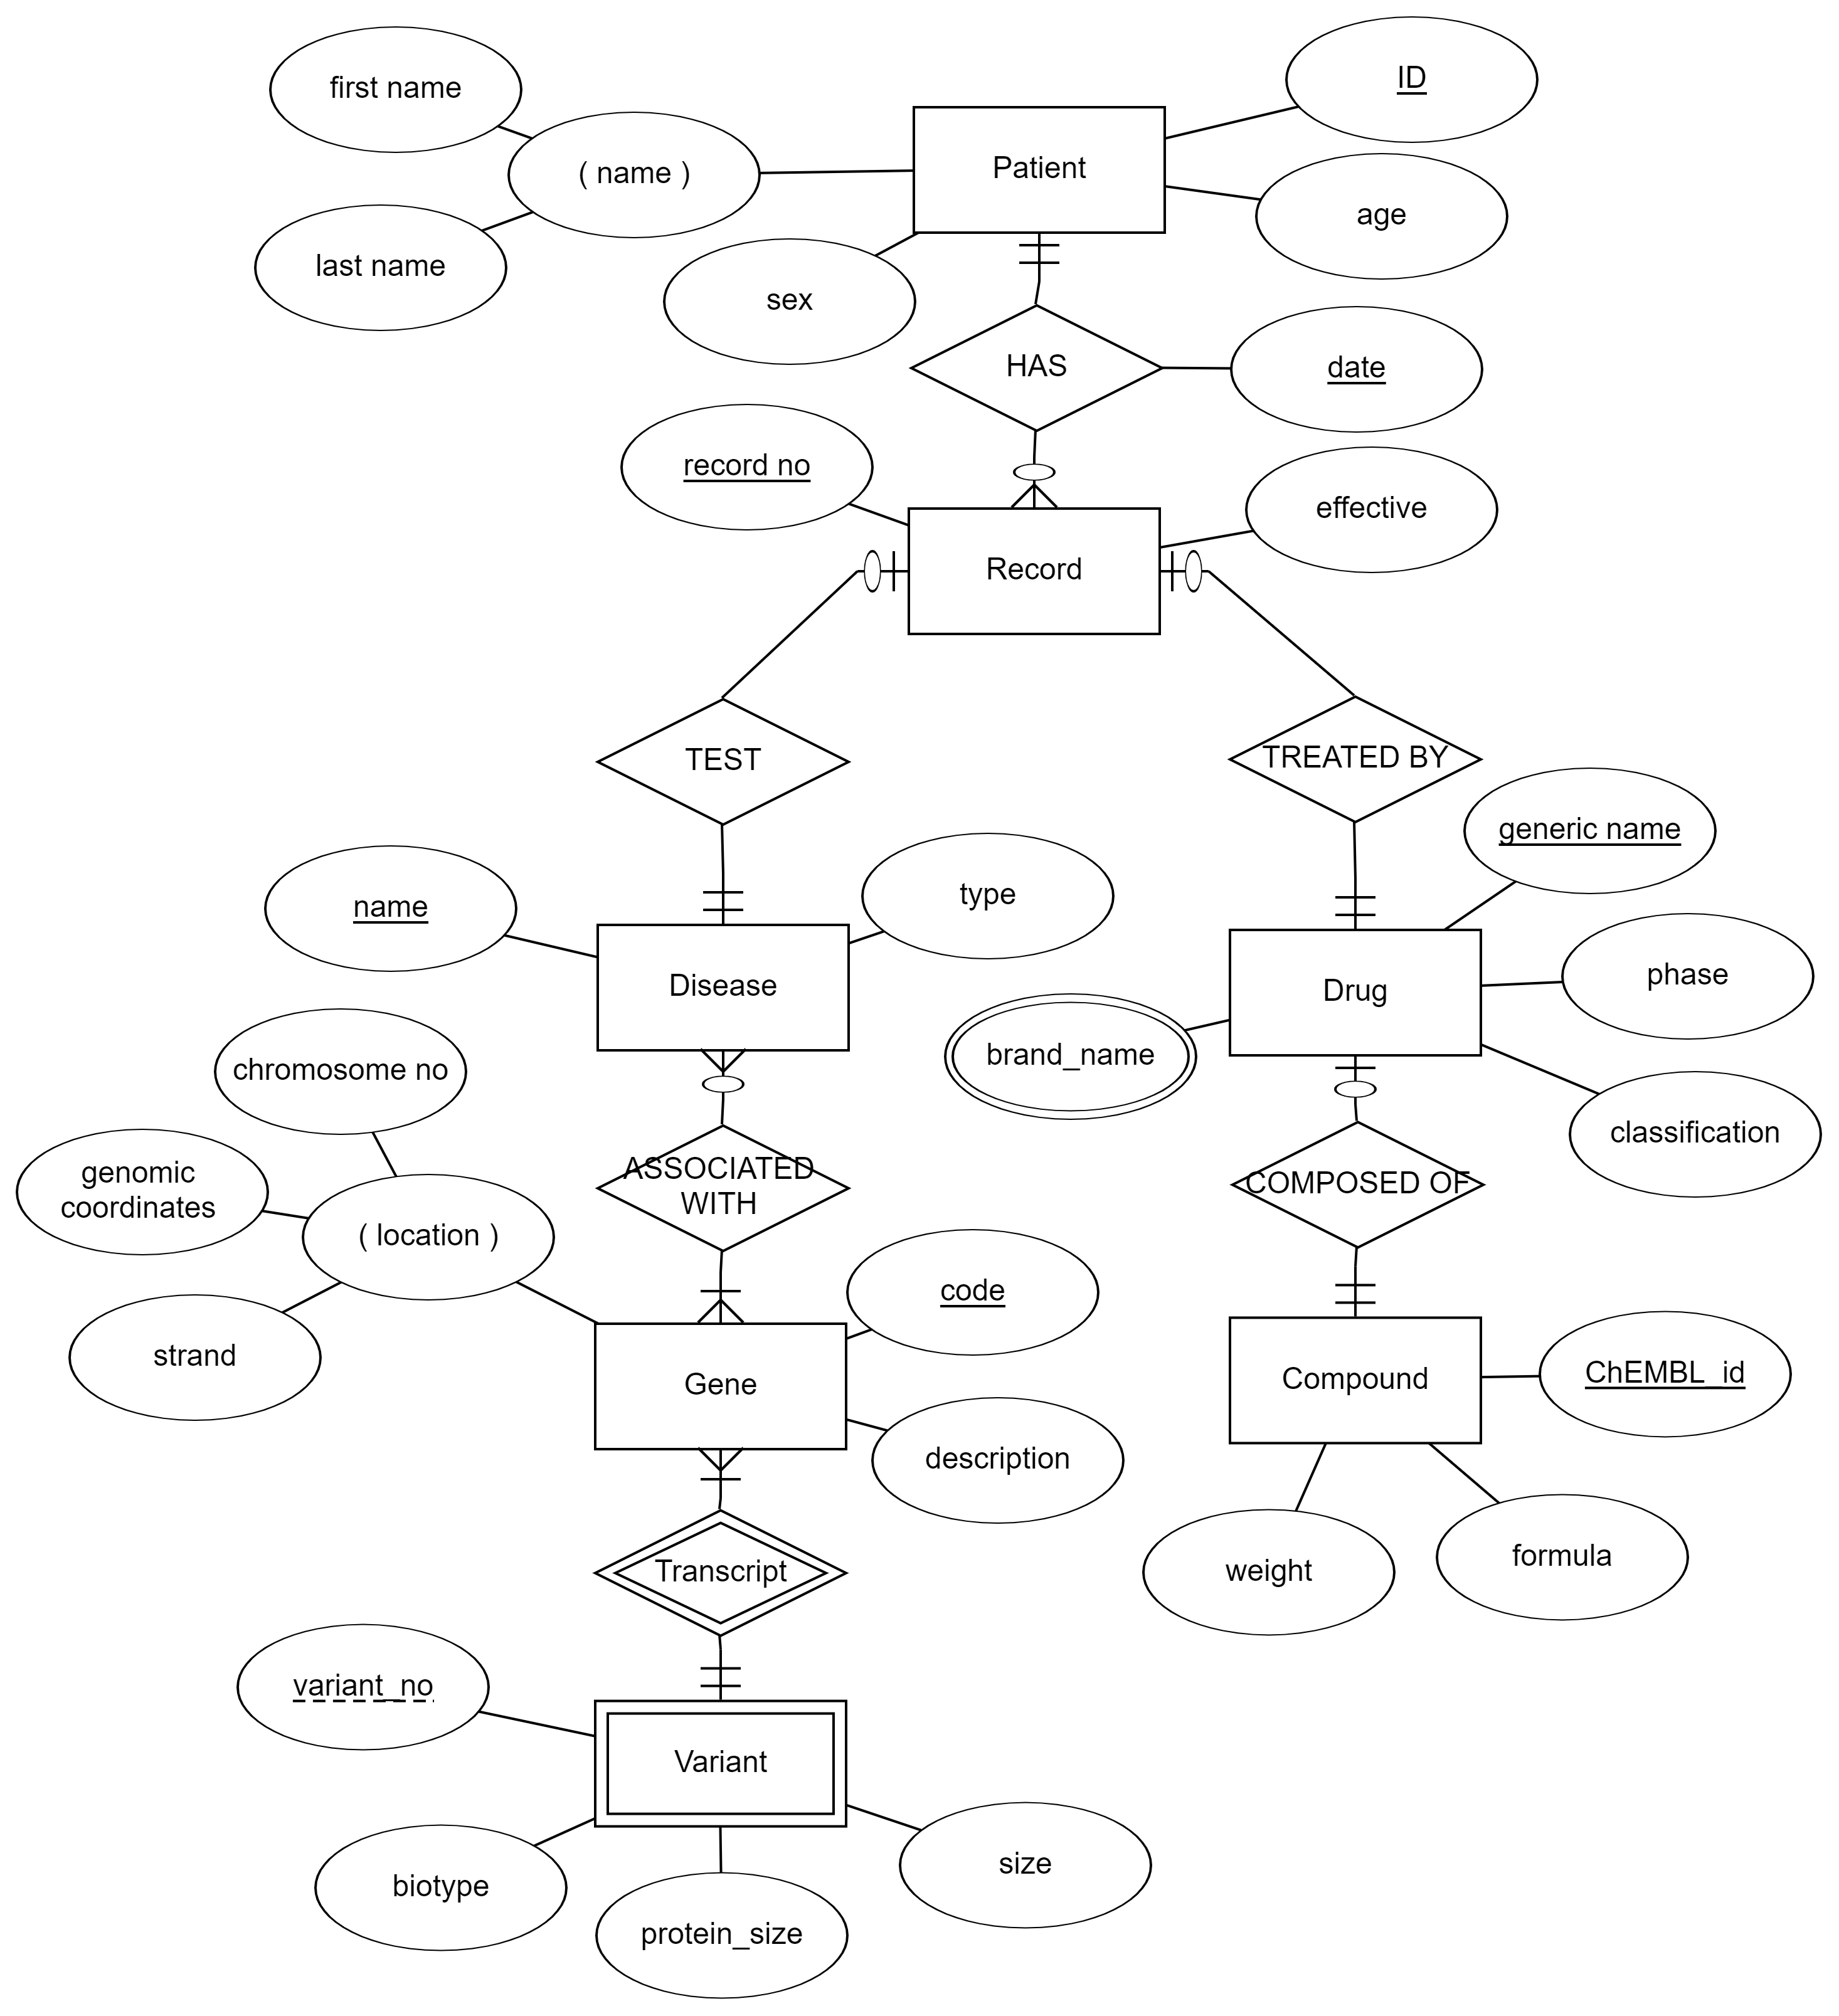 first name
ID
( name )
Patient
age
last name
sex
HAS
date
record no
effective
Record
TEST
TREATED BY
generic name
name
type
Disease
phase
Drug
brand_name
chromosome no
classification
genomic
coordinates
ASSOCIATED
WITH
COMPOSED OF
( location )
code
strand
Gene
Compound
ChEMBL_id
description
formula
weight
Transcript
variant_no
Variant
size
biotype
protein_size